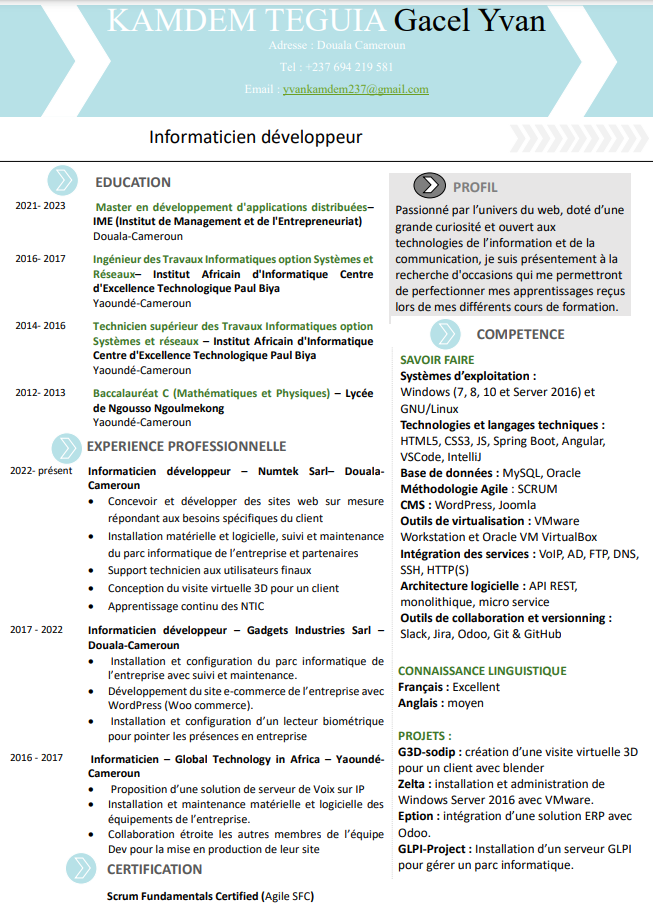 KAMDEM TEGUIA Gacel Yvan
Adresse : Douala Cameroun
Tel : +237 694 219 581
Email : yvankamdem237@gmail.com
Informaticien développeur
EDUCATION
2021- 2023
Master en développement d'applications distribuées–
IME (Institut de Management et de l'Entrepreneuriat)
Douala-Cameroun
2016- 2017
Ingénieur des Travaux Informatiques option Systèmes et
Réseaux– Institut Africain d'Informatique Centre
d'Excellence Technologique Paul Biya
Yaoundé-Cameroun
2014- 2016
Technicien supérieur des Travaux Informatiques option
Systèmes et réseaux – Institut Africain d'Informatique
Centre d'Excellence Technologique Paul Biya
Yaoundé-Cameroun
2012- 2013
Baccalauréat C (Mathématiques et Physiques) – Lycée
de Ngousso Ngoulmekong
Yaoundé-Cameroun
EXPERIENCE PROFESSIONNELLE
2022- présent
Informaticien développeur – Numtek Sarl– Douala-
Cameroun
• Concevoir et développer des sites web sur mesure
répondant aux besoins spécifiques du client
• Installation matérielle et logicielle, suivi et maintenance
du parc informatique de l'entreprise et partenaires
• Support technicien aux utilisateurs finaux
• Conception du visite virtuelle 3D pour un client
• Apprentissage continu des NTIC
2017 - 2022
Informaticien développeur – Gadgets Industries Sarl –
Douala-Cameroun
• Installation et configuration du parc informatique de
l'entreprise avec suivi et maintenance.
• Développement du site e-commerce de l'entreprise avec
WordPress (Woo commerce).
• Installation et configuration d'un lecteur biométrique
pour pointer les présences en entreprise
2016 - 2017
Informaticien – Global Technology in Africa – Yaoundé-
Cameroun
• Proposition d'une solution de serveur de Voix sur IP
• Installation et maintenance matérielle et logicielle des
équipements de l'entreprise.
• Collaboration étroite les autres membres de l'équipe
Dev pour la mise en production de leur site
CERTIFICATION
Scrum Fundamentals Certified (Agile SFC)
PROFIL
Passionné par l'univers du web, doté d'une
grande curiosité et ouvert aux
technologies de l'information et de la
communication, je suis présentement à la
recherche d'occasions qui me permettront
de perfectionner mes apprentissages reçus
lors de mes différents cours de formation.
COMPETENCE
SAVOIR FAIRE
Systèmes d'exploitation :
Windows (7, 8, 10 et Server 2016) et
GNU/Linux
Technologies et langages techniques :
HTML5, CSS3, JS, Spring Boot, Angular,
VSCode, IntelliJ
Base de données : MySQL, Oracle
Méthodologie Agile : SCRUM
CMS : WordPress, Joomla
Outils de virtualisation : VMware
Workstation et Oracle VM VirtualBox
Intégration des services : VoIP, AD, FTP, DNS,
SSH, HTTP(S)
Architecture logicielle : API REST,
monolithique, micro service
Outils de collaboration et versionning :
Slack, Jira, Odoo, Git & GitHub
CONNAISSANCE LINGUISTIQUE
Français : Excellent
Anglais : moyen
PROJETS :
G3D-sodip : création d'une visite virtuelle 3D
pour un client avec blender
Zelta : installation et administration de
Windows Server 2016 avec VMware.
Eption : intégration d'une solution ERP avec
Odoo.
GLPI-Project : Installation d'un serveur GLPI
pour gérer un parc informatique.